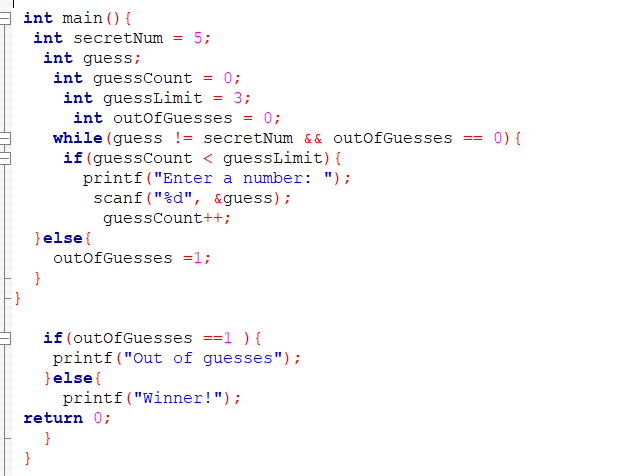 int main(){
int secretNum = 5;
int guess;
int guessCount = 0;
int guessLimit = 3;
int outOfGuesses = 0;
while(guess != secretNum && outOfGuesses == 0){
if(guessCount < guessLimit){
printf("Enter a number: ");
scanf("%d", &guess);
guessCount++;
}else{
outOfGuesses =1;
}
}
if(outOfGuesses ==1 ){
printf("Out of guesses");
}else{
printf("Winner!");
return 0;
}
}